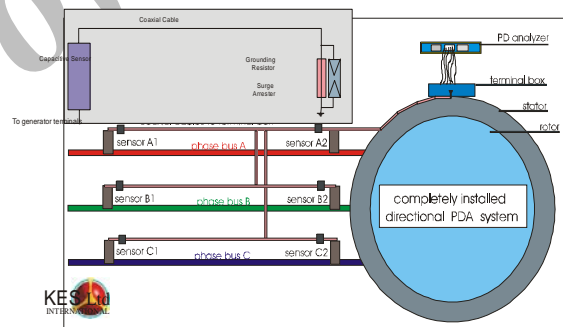 Coaxial Cable
PD analyzer
Capacitive Sensor
Grounding
Resistor
Surge
Arrester
terminal box
stator
To generator terminals
rotor
sensor A1
phase bus A
sensor A2
completely installed
directional PDA system
sensor B1
phase bus B
sensor B2
sensor C1
phase bus C
sensor C2
KES Ltd
INTERNATIONAL